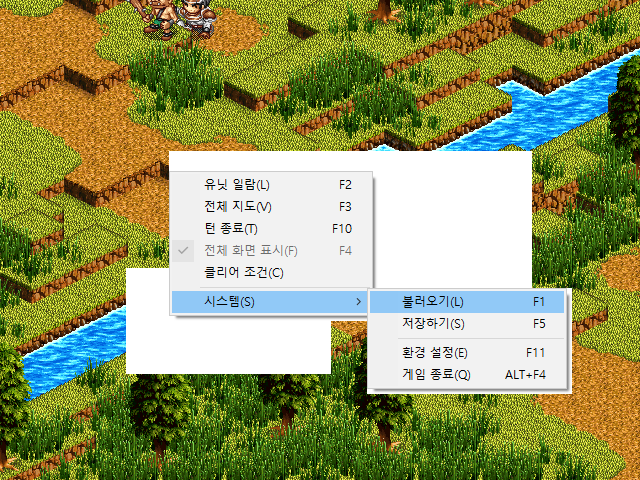 유닛 일람(L) F2
전체 지도(V) F3
턴 종료(T) F10
전체 화면 표시(F) F4
클리어 조건(C)
시스템(S)
불러오기(L) F1
저장하기(S) F5
환경 설정(E) F11
게임 종료(Q) ALT+F4